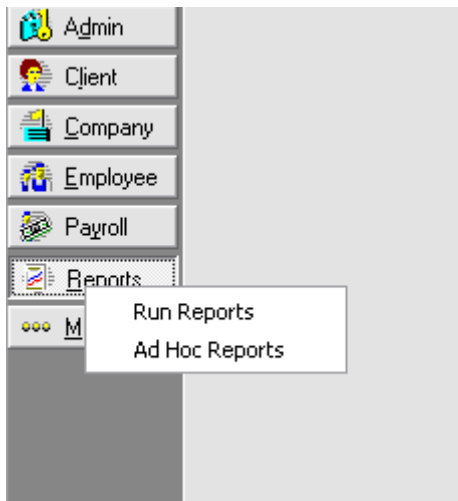 Admin
Client
Company
Employee
Payroll
Reports
Run Reports
M
Ad Hoc Reports